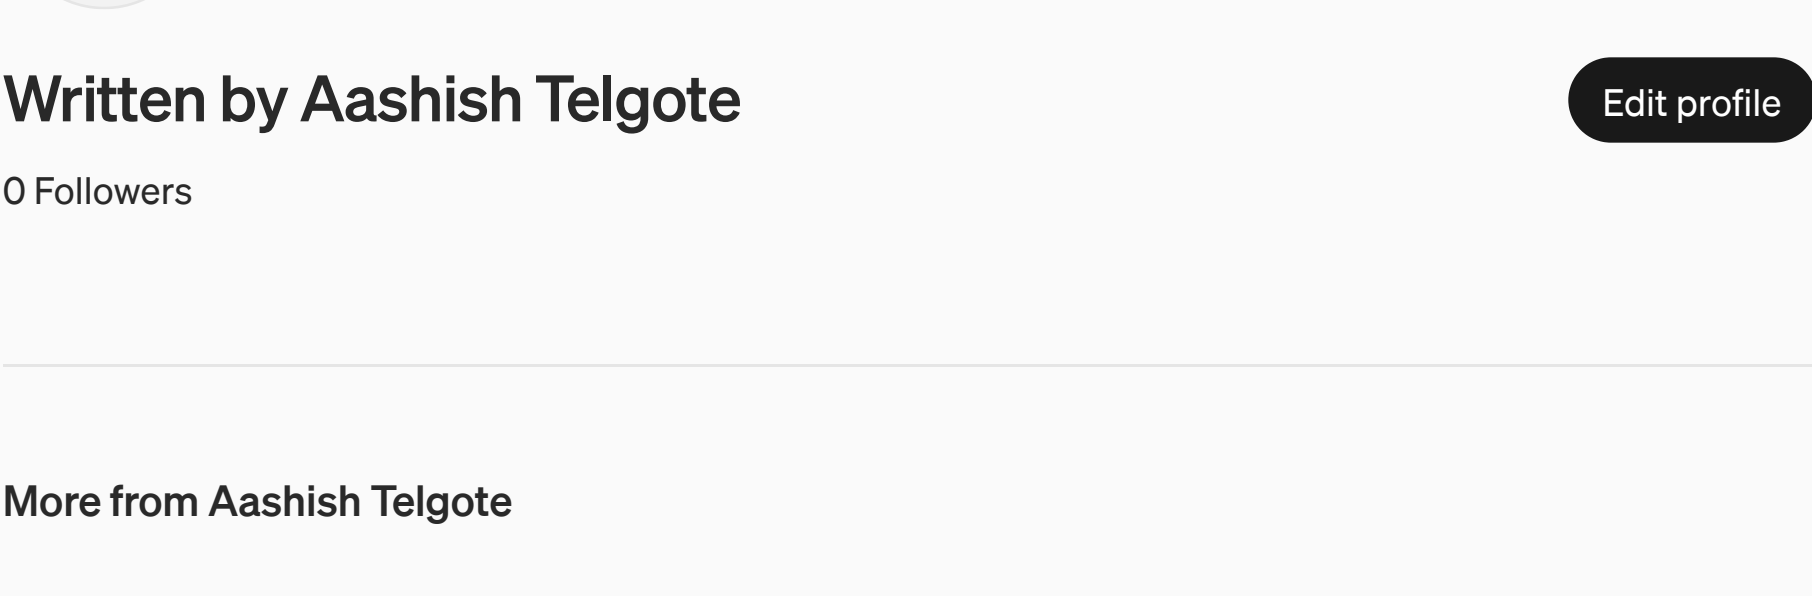 Written by Aashish Telgote
Edit profile
0 Followers
More from Aashish Telgote